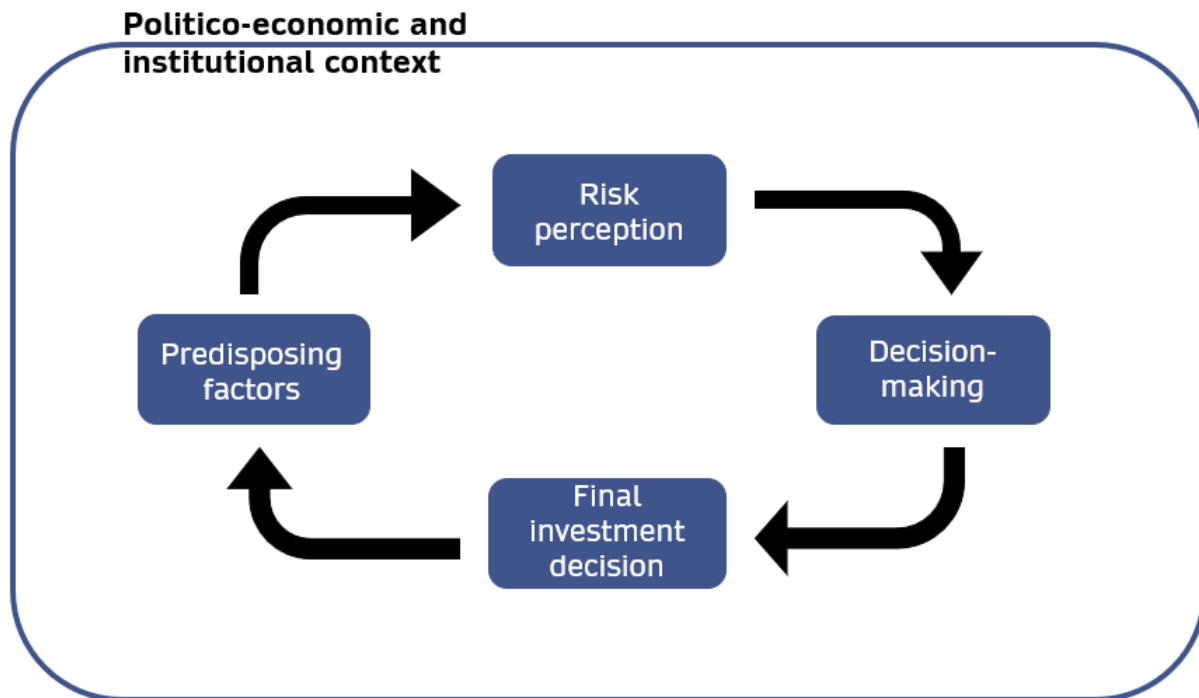 Politico-economic and
institutional context
Risk
perception
Predisposing
factors
Decision-
making
Final
investment
decision